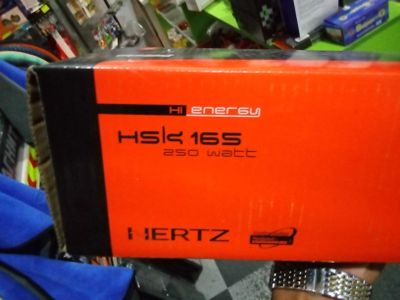 HI energy
HSK 165
250 watt
HERTZ